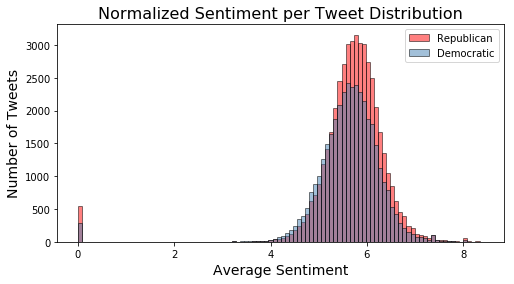 Normalized Sentiment per Tweet Distribution
Republican
Democratic
Number of Tweets
3000
2500
2000
1500
1000
500
0
0 2 4 6 8
Average Sentiment